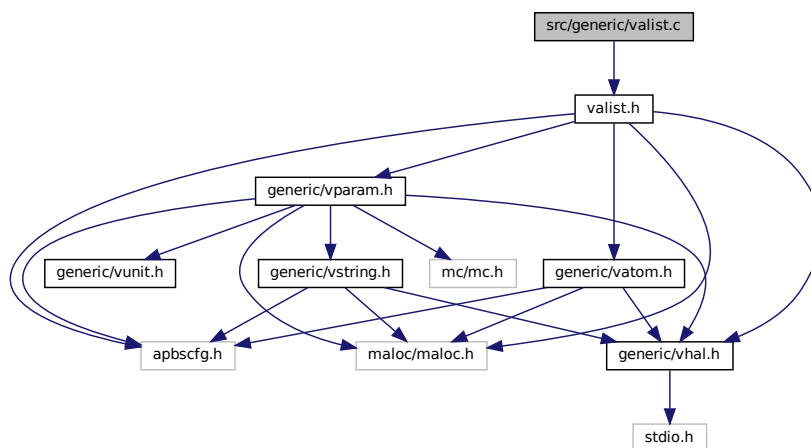 src/generic/valist.c
valist.h
generic/vparam.h
generic/vunit.h
generic/vstring.h
mc/mc.h
generic/vatom.h
apbscfg.h
maloc/maloc.h
generic/vhal.h
stdio.h